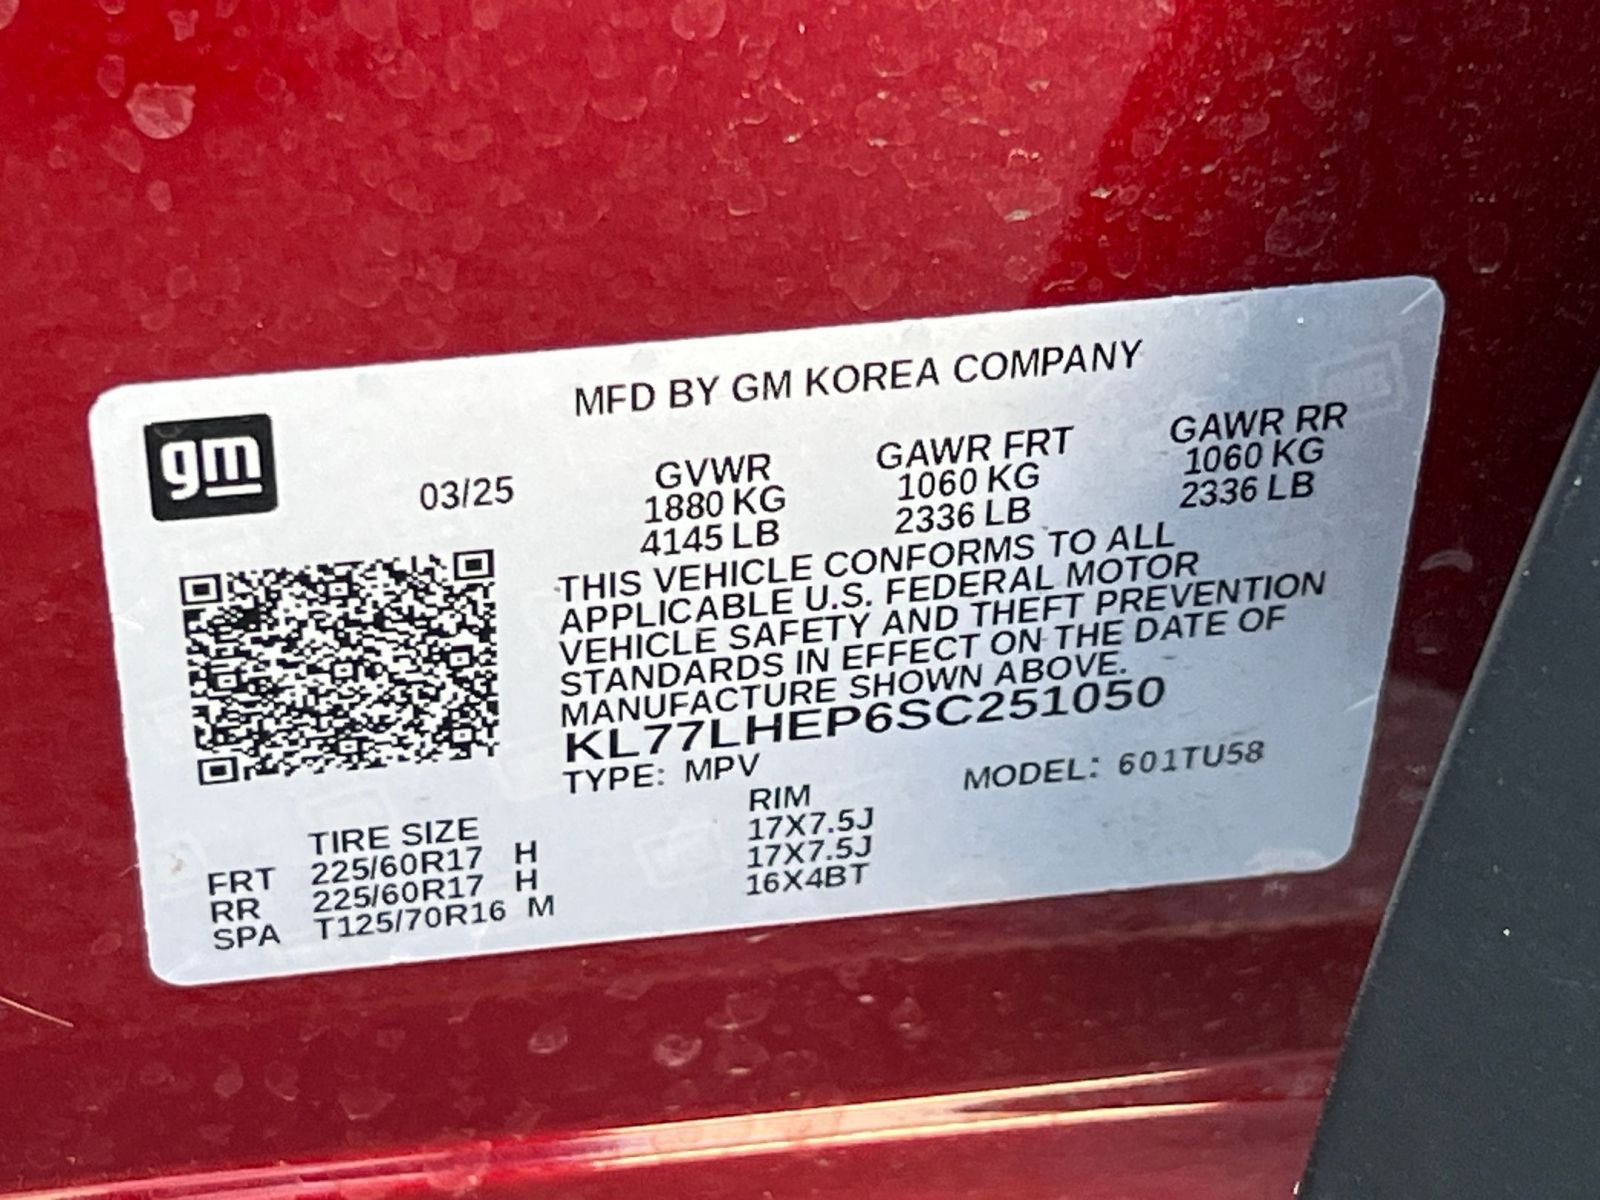 MFD BY GM KOREA COMPANY
gm
03/25
GVWR
1880 KG
4145 LB
GAWR FRT
1060 KG
2336 LB
GAWR RR
1060 KG
2336 LB
THIS VEHICLE CONFORMS TO ALL
APPLICABLE U.S. FEDERAL MOTOR
VEHICLE SAFETY AND THEFT PREVENTION
STANDARDS IN EFFECT ON THE DATE OF
MANUFACTURE SHOWN ABOVE.
KL77LHEP6SC251050
TYPE: MPV MODEL: 601TU58
TIRE SIZE RIM
FRT 225/60R17 H 17X7.5J
RR 225/60R17 H 17X7.5J
SPA T125/70R16 M 16X4BT